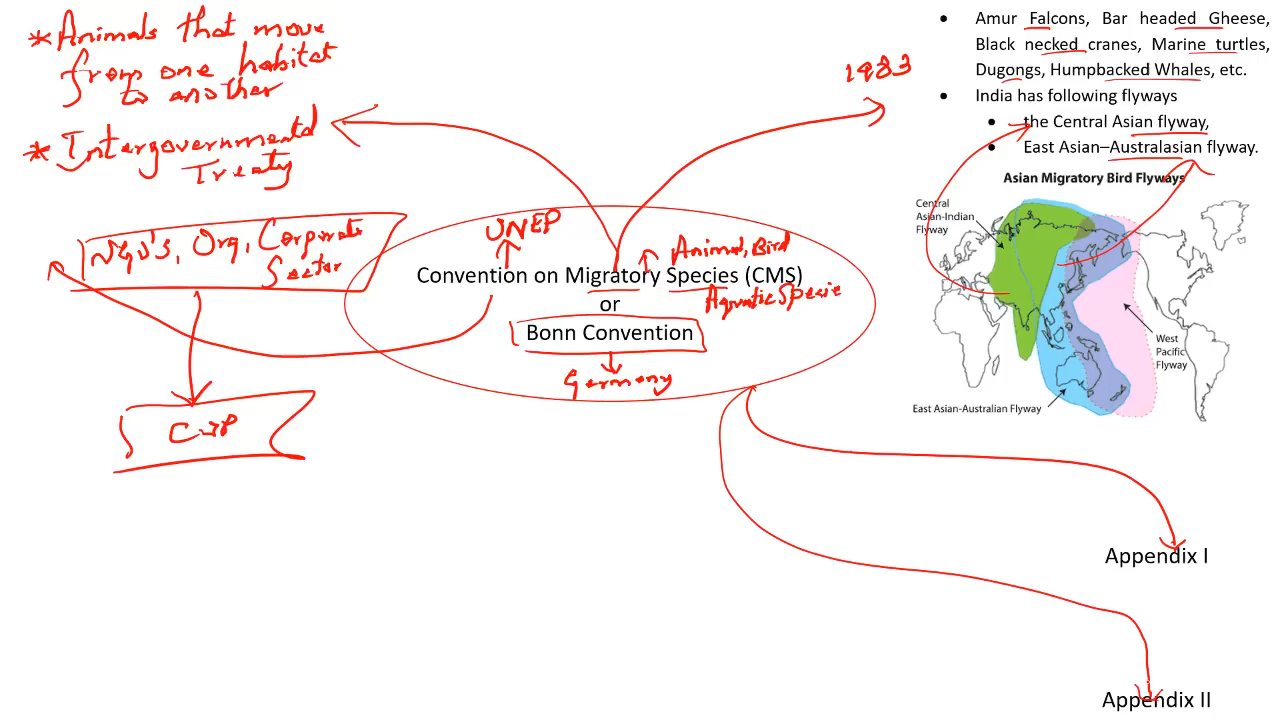 *Animals that move
from one habitat
to another
* Intergovernmental
Treaty
1983
• Amur Falcons, Bar headed Gheese,
Black necked cranes, Marine turtles,
Dugongs, Humpbacked Whales, etc.
• India has following flyways
• the Central Asian flyway,
• East Asian–Australasian flyway.
Asian Migratory Bird Flyways
Central
Asian-Indian
Flyway
West
Pacific
Flyway
East Asian-Australian Flyway
NGO's, Org, Corporate
Sector
UNEP
Animal, Bird
Convention on Migratory Species (CMS)
Aquatic Specie
or
Bonn Convention
Germany
Appendix I
Appendix II